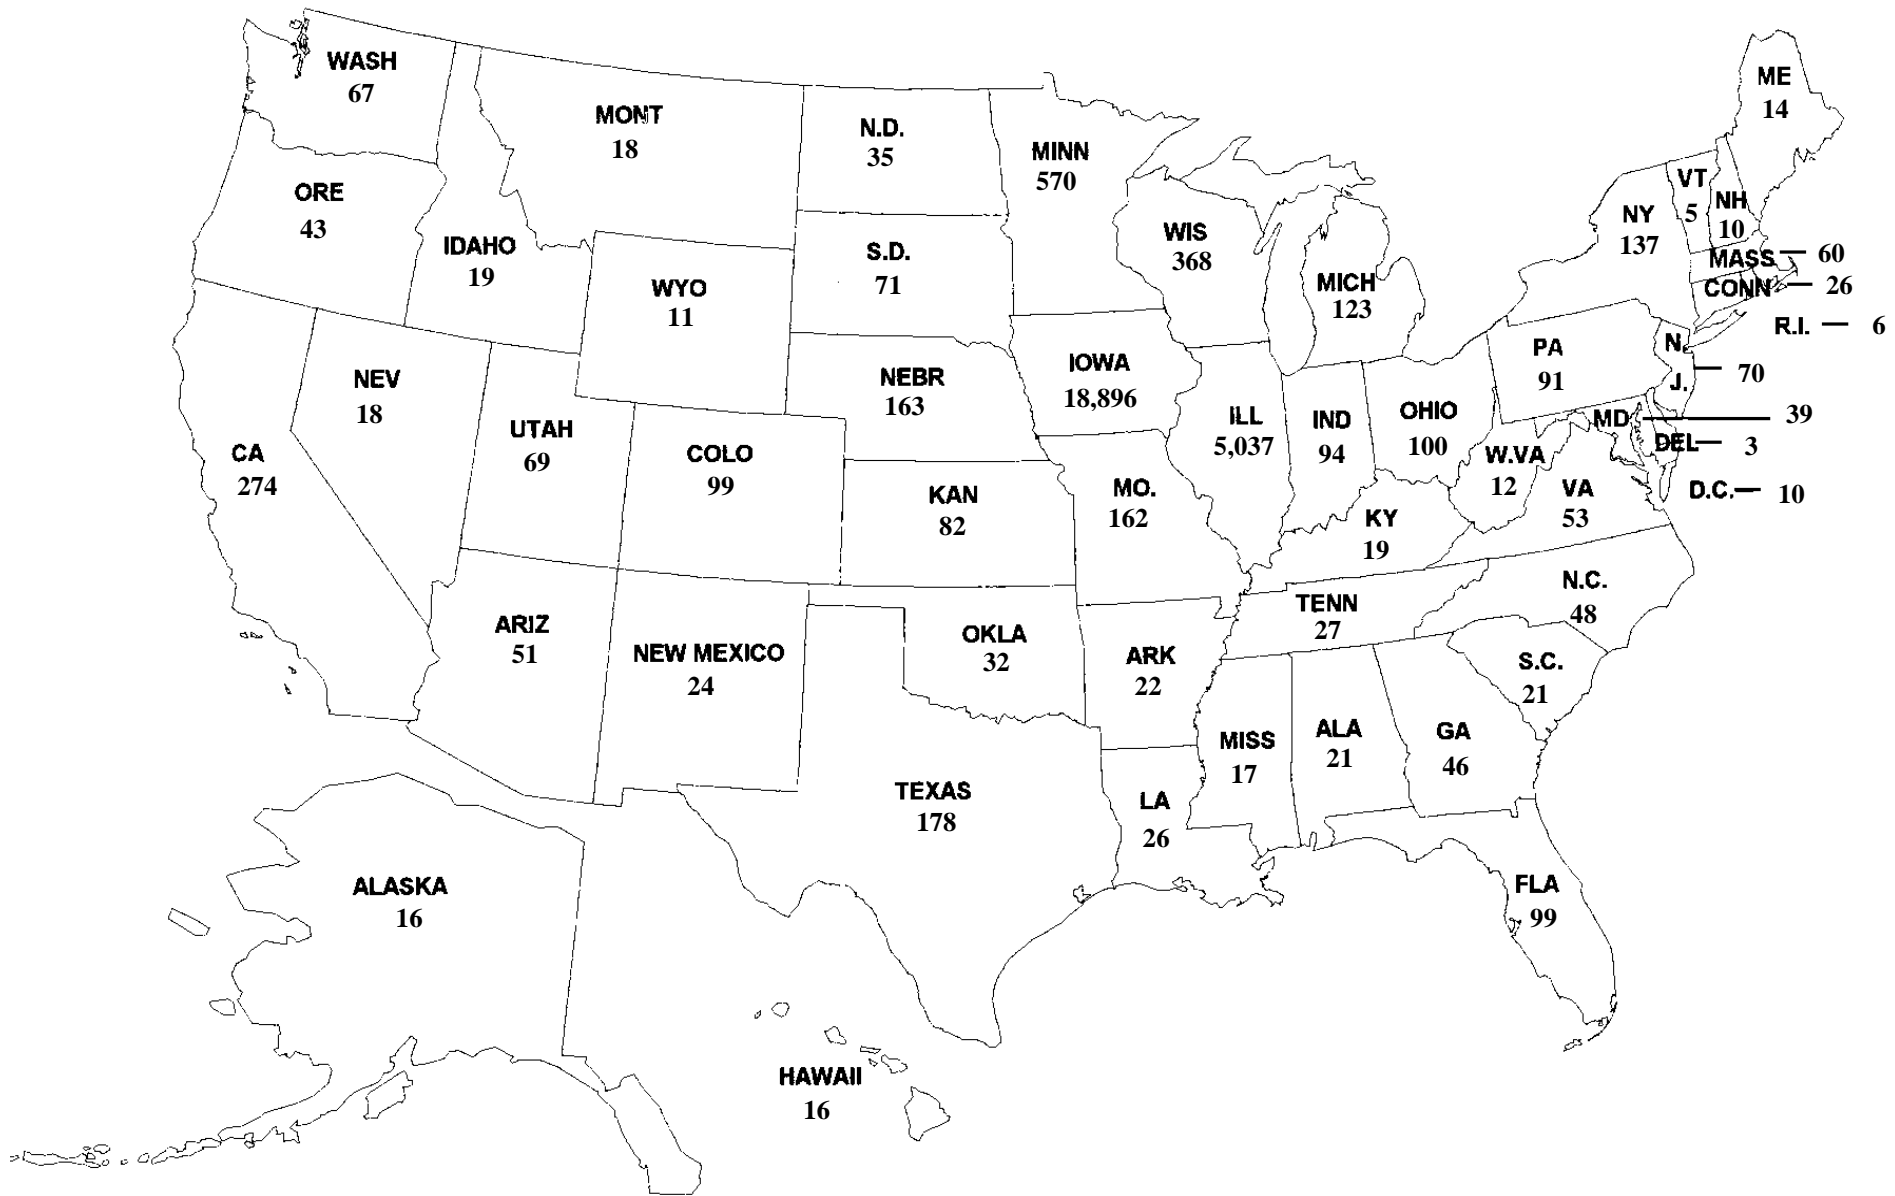 WASH
67
MONT
18
N.D.
35
MINN
570
ME
14
ORE
43
IDAHO
19
WYO
11
S.D.
71
WIS
368
MICH
123
NY
137
VT
5
NH
10
MASS — 60
CONN — 26
R.I. — 6
CA
274
NEV
18
UTAH
69
COLO
99
NEBR
163
KAN
82
IOWA
18,896
MO.
162
ILL
5,037
IND
94
OHIO
100
PA
91
N.
J. — 70
MD — 39
DEL — 3
D.C. — 10
W.VA
12
VA
53
KY
19
TENN
27
N.C.
48
S.C.
21
ARIZ
51
NEW MEXICO
24
OKLA
32
ARK
22
TEXAS
178
LA
26
MISS
17
ALA
21
GA
46
FLA
99
ALASKA
16
HAWAII
16